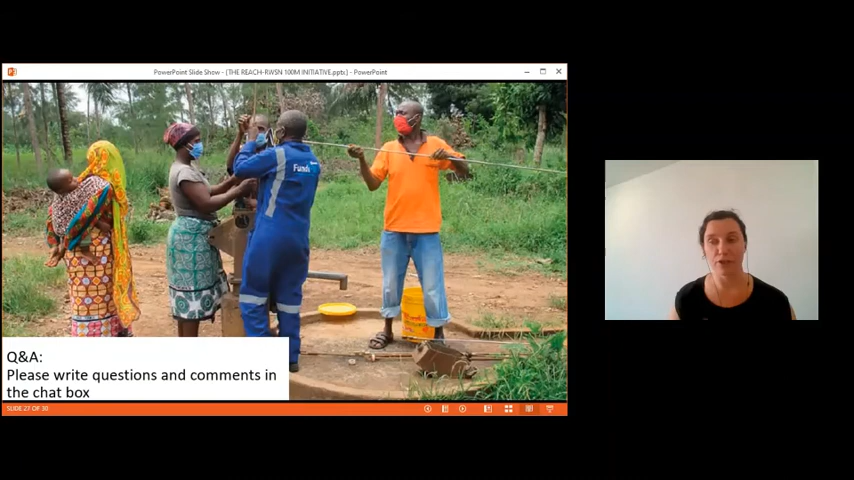 PowerPoint Slide Show - [THE REACH-RWSN 100M INITIATIVE.pptx] - PowerPoint
Funds
Q&A:
Please write questions and comments in
the chat box
SLIDE 27 OF 30